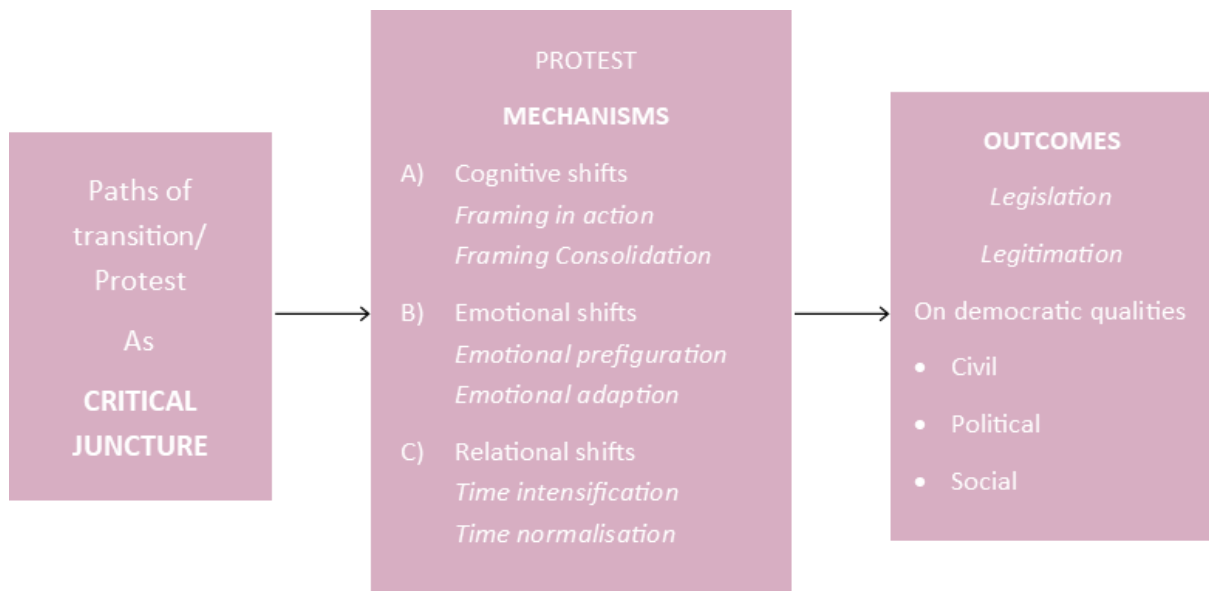 Paths of
transition/
Protest
As
CRITICAL
JUNCTURE
PROTEST
MECHANISMS
A) Cognitive shifts
Framing in action
Framing Consolidation
B) Emotional shifts
Emotional prefiguration
Emotional adaption
C) Relational shifts
Time intensification
Time normalisation
OUTCOMES
Legislation
Legitimation
On democratic qualities
• Civil
• Political
• Social